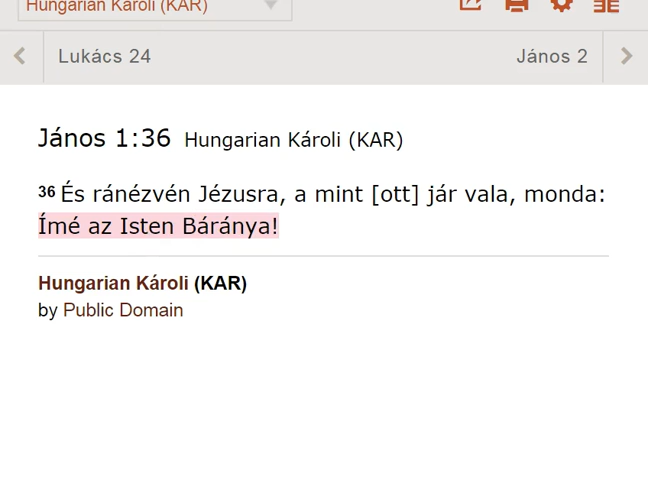 Hungarian Károli (KAR)
Lukács 24
János 2
János 1:36 Hungarian Károli (KAR)
36 És ránézvén Jézusra, a mint [ott] jár vala, monda:
Ímé az Isten Báránya!
Hungarian Károli (KAR)
by Public Domain